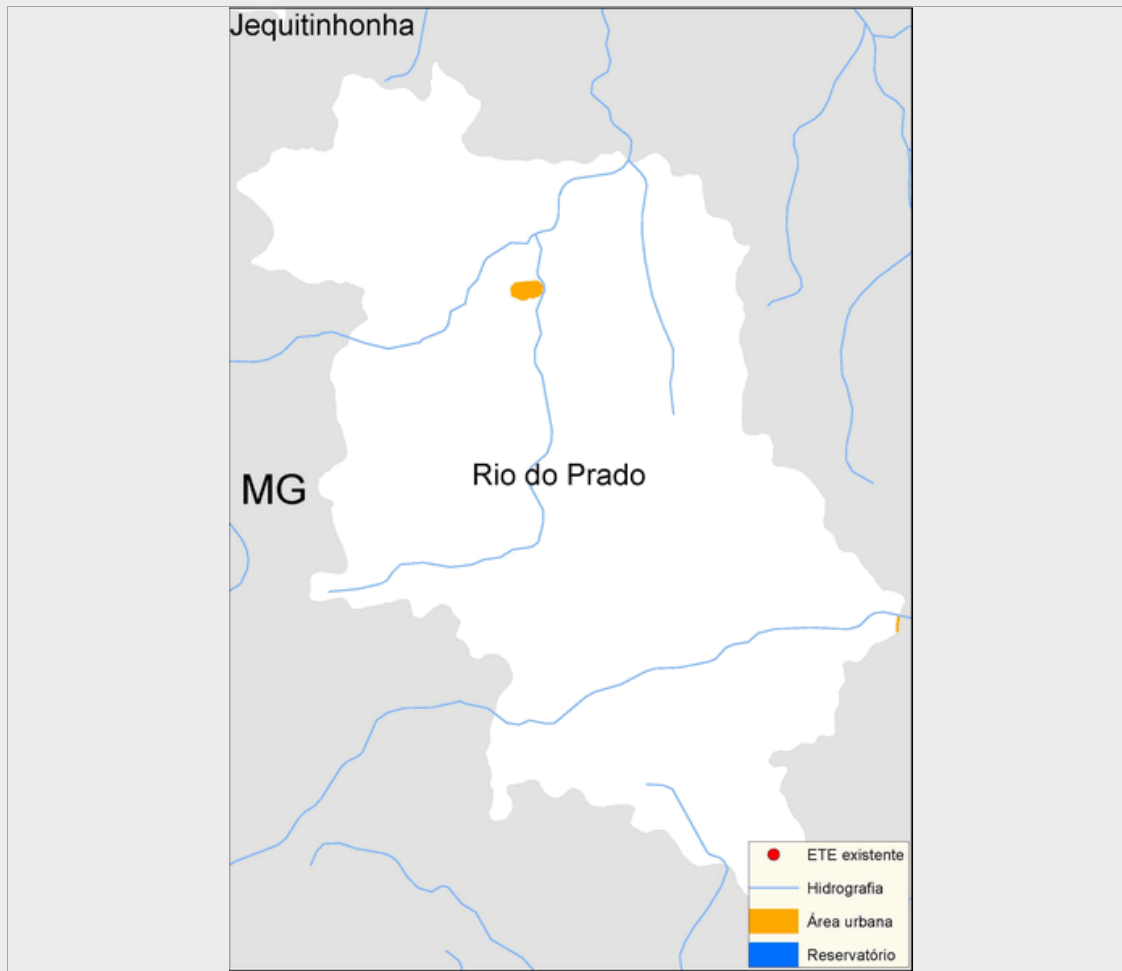 Jequitinhonha
Rio do Prado
MG
ETE existente
Hidrografia
Área urbana
Reservatório